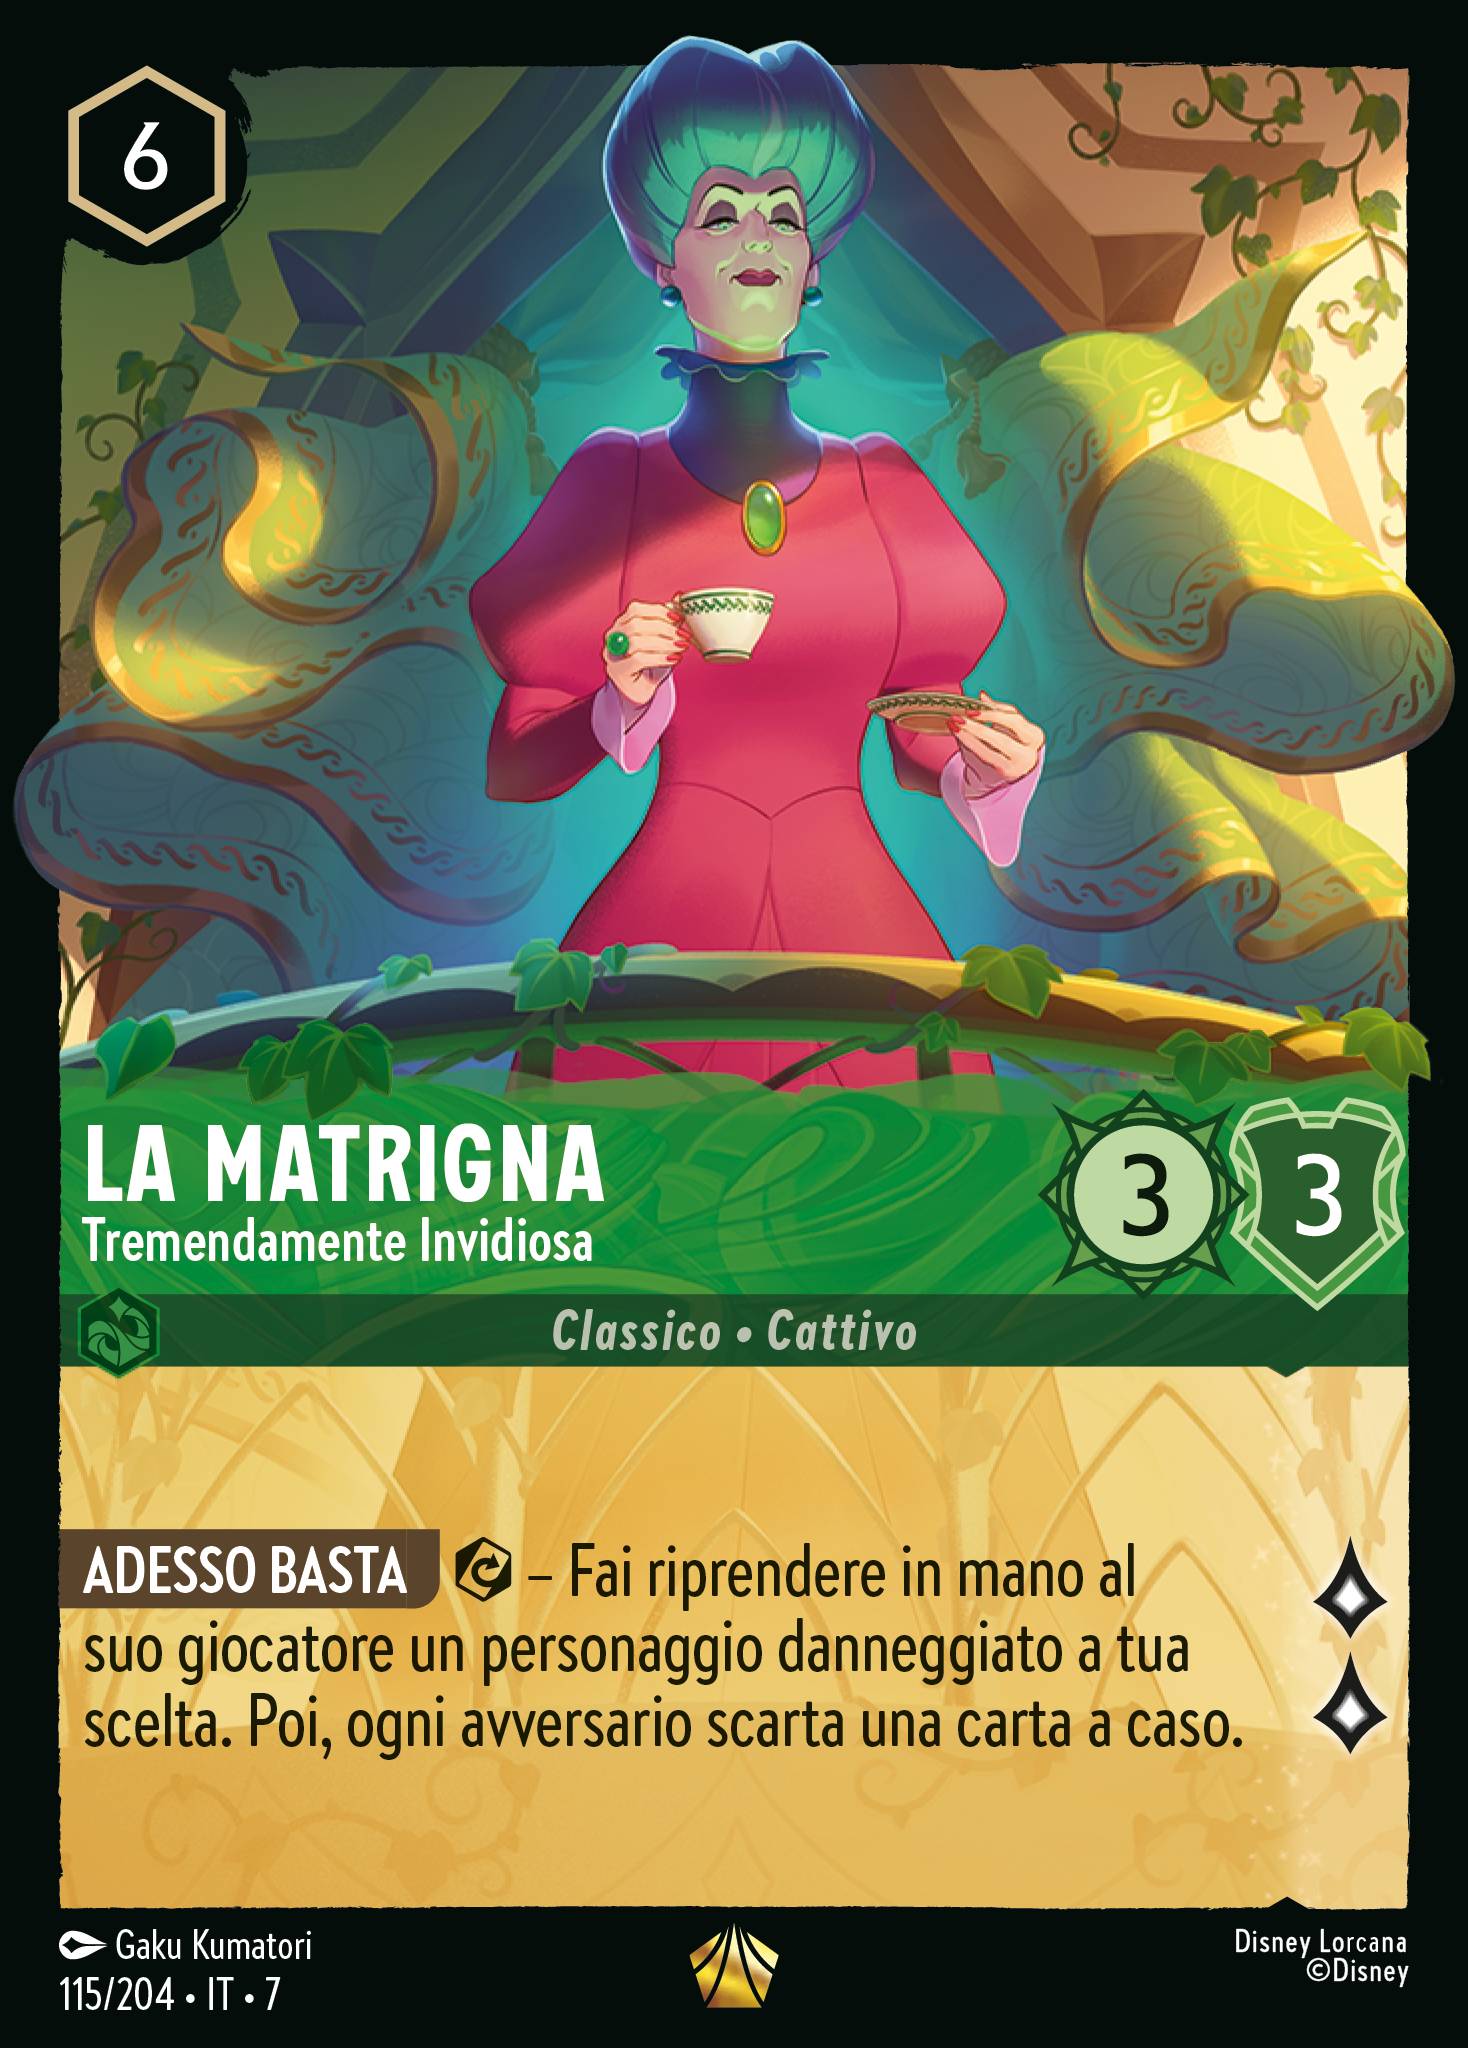 6
LA MATRIGNA
Tremendamente Invidiosa
3 3
Classico • Cattivo
ADESSO BASTA – Fai riprendere in mano al
suo giocatore un personaggio danneggiato a tua
scelta. Poi, ogni avversario scarta una carta a caso.
Gaku Kumatori
115/204 • IT • 7
Disney Lorcana
©Disney